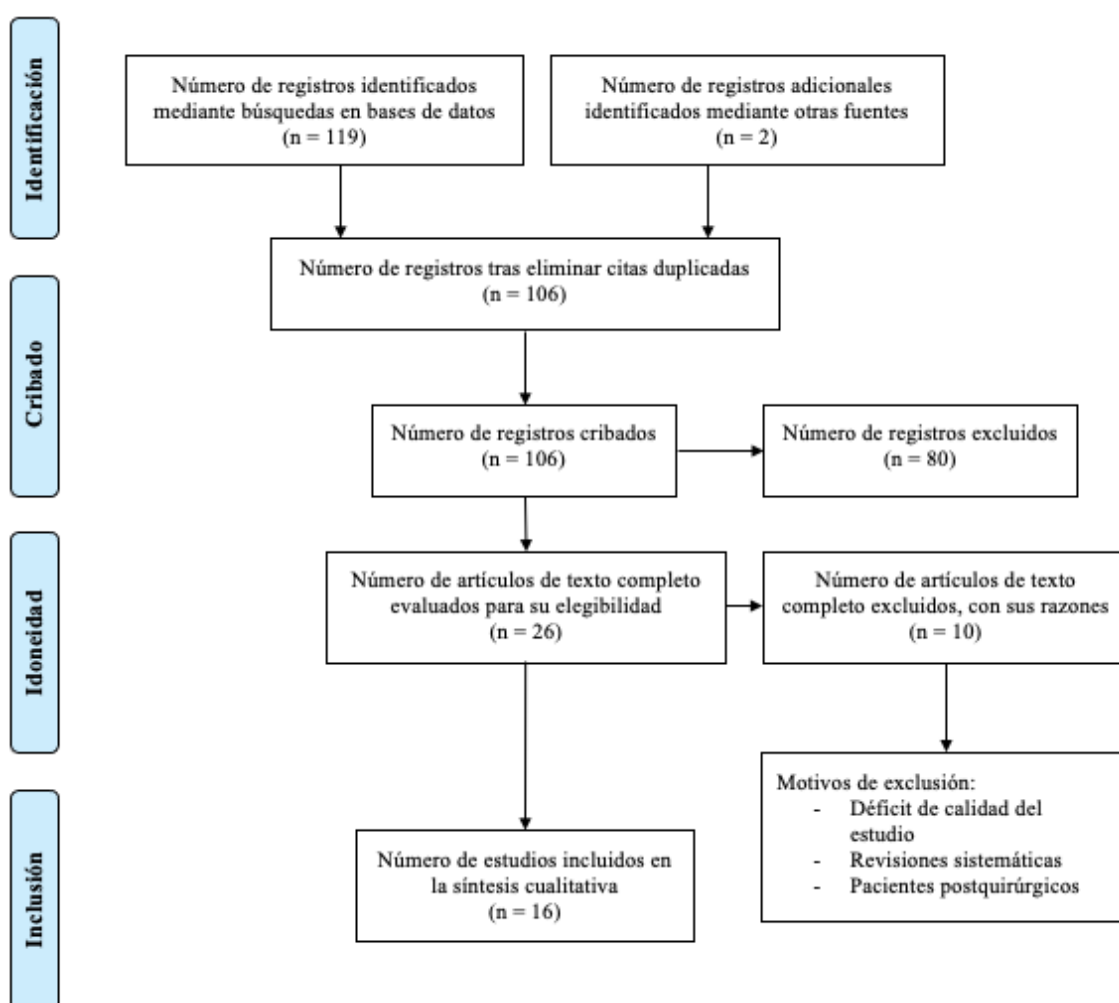 Identificación
Número de registros identificados
mediante búsquedas en bases de datos
(n = 119)
Número de registros adicionales
identificados mediante otras fuentes
(n = 2)
Número de registros tras eliminar citas duplicadas
(n = 106)
Cribado
Número de registros cribados
(n = 106)
Número de registros excluidos
(n = 80)
Idoneidad
Número de artículos de texto completo
evaluados para su elegibilidad
(n = 26)
Número de artículos de texto
completo excluidos, con sus razones
(n = 10)
Motivos de exclusión:
- Déficit de calidad del
estudio
- Revisiones sistemáticas
- Pacientes postquirúrgicos
Inclusión
Número de estudios incluidos en
la síntesis cualitativa
(n = 16)